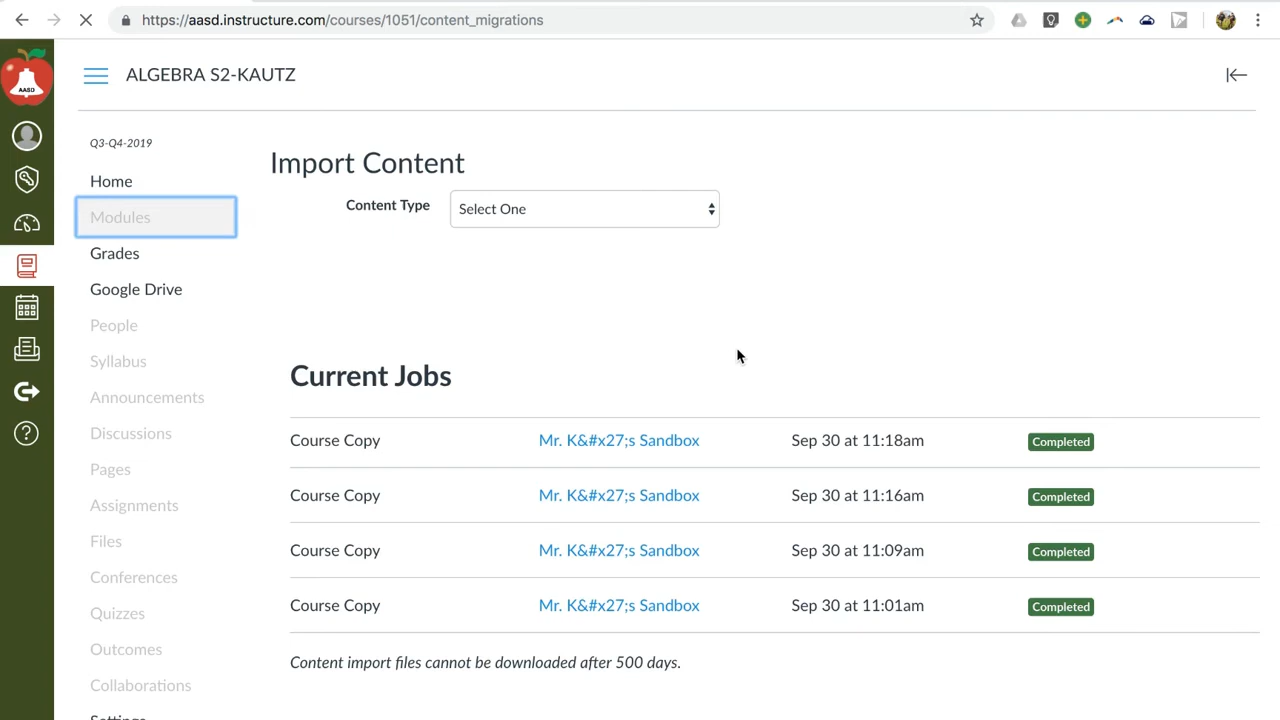 https://aasd.instructure.com/courses/1051/content_migrations
AASD
ALGEBRA S2-KAUTZ
Q3-Q4-2019
Home
Modules
Grades
Google Drive
People
Syllabus
Announcements
Discussions
Pages
Assignments
Files
Conferences
Quizzes
Outcomes
Collaborations
Settings
Import Content
Content Type Select One
Current Jobs
Course Copy Mr. K&#x27;s Sandbox Sep 30 at 11:18am Completed
Course Copy Mr. K&#x27;s Sandbox Sep 30 at 11:16am Completed
Course Copy Mr. K&#x27;s Sandbox Sep 30 at 11:09am Completed
Course Copy Mr. K&#x27;s Sandbox Sep 30 at 11:01am Completed
Content import files cannot be downloaded after 500 days.